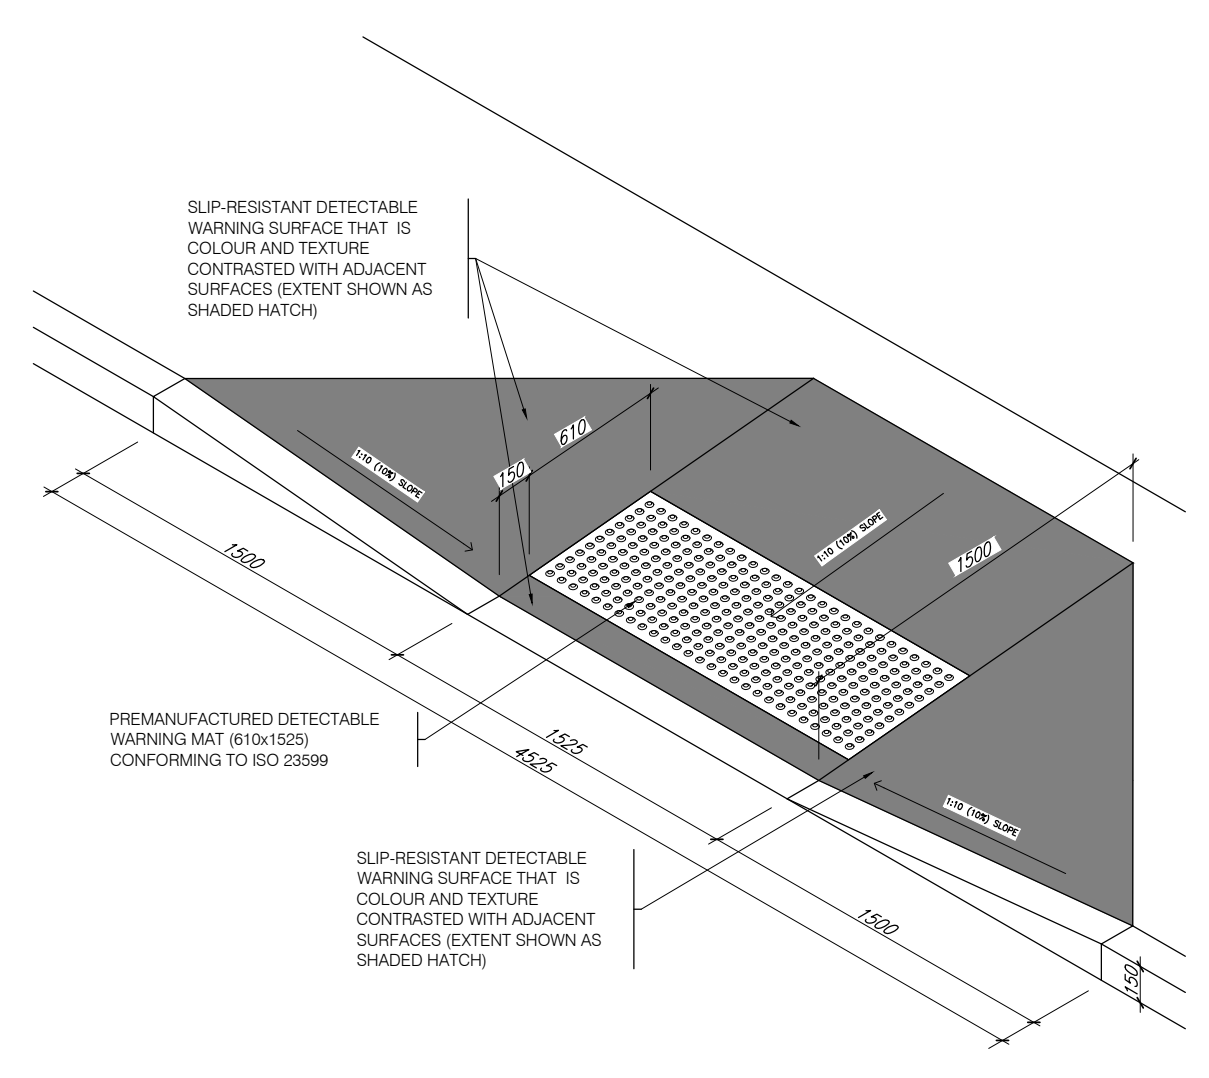 SLIP-RESISTANT DETECTABLE
WARNING SURFACE THAT IS
COLOUR AND TEXTURE
CONTRASTED WITH ADJACENT
SURFACES (EXTENT SHOWN AS
SHADED HATCH)
610
150
1:10 (10%) SLOPE
1:10 (10%) SLOPE
1500
1500
PREMANUFACTURED DETECTABLE
WARNING MAT (610x1525)
CONFORMING TO ISO 23599
1525
4525
1:10 (10%) SLOPE
SLIP-RESISTANT DETECTABLE
WARNING SURFACE THAT IS
COLOUR AND TEXTURE
CONTRASTED WITH ADJACENT
SURFACES (EXTENT SHOWN AS
SHADED HATCH)
1500
150